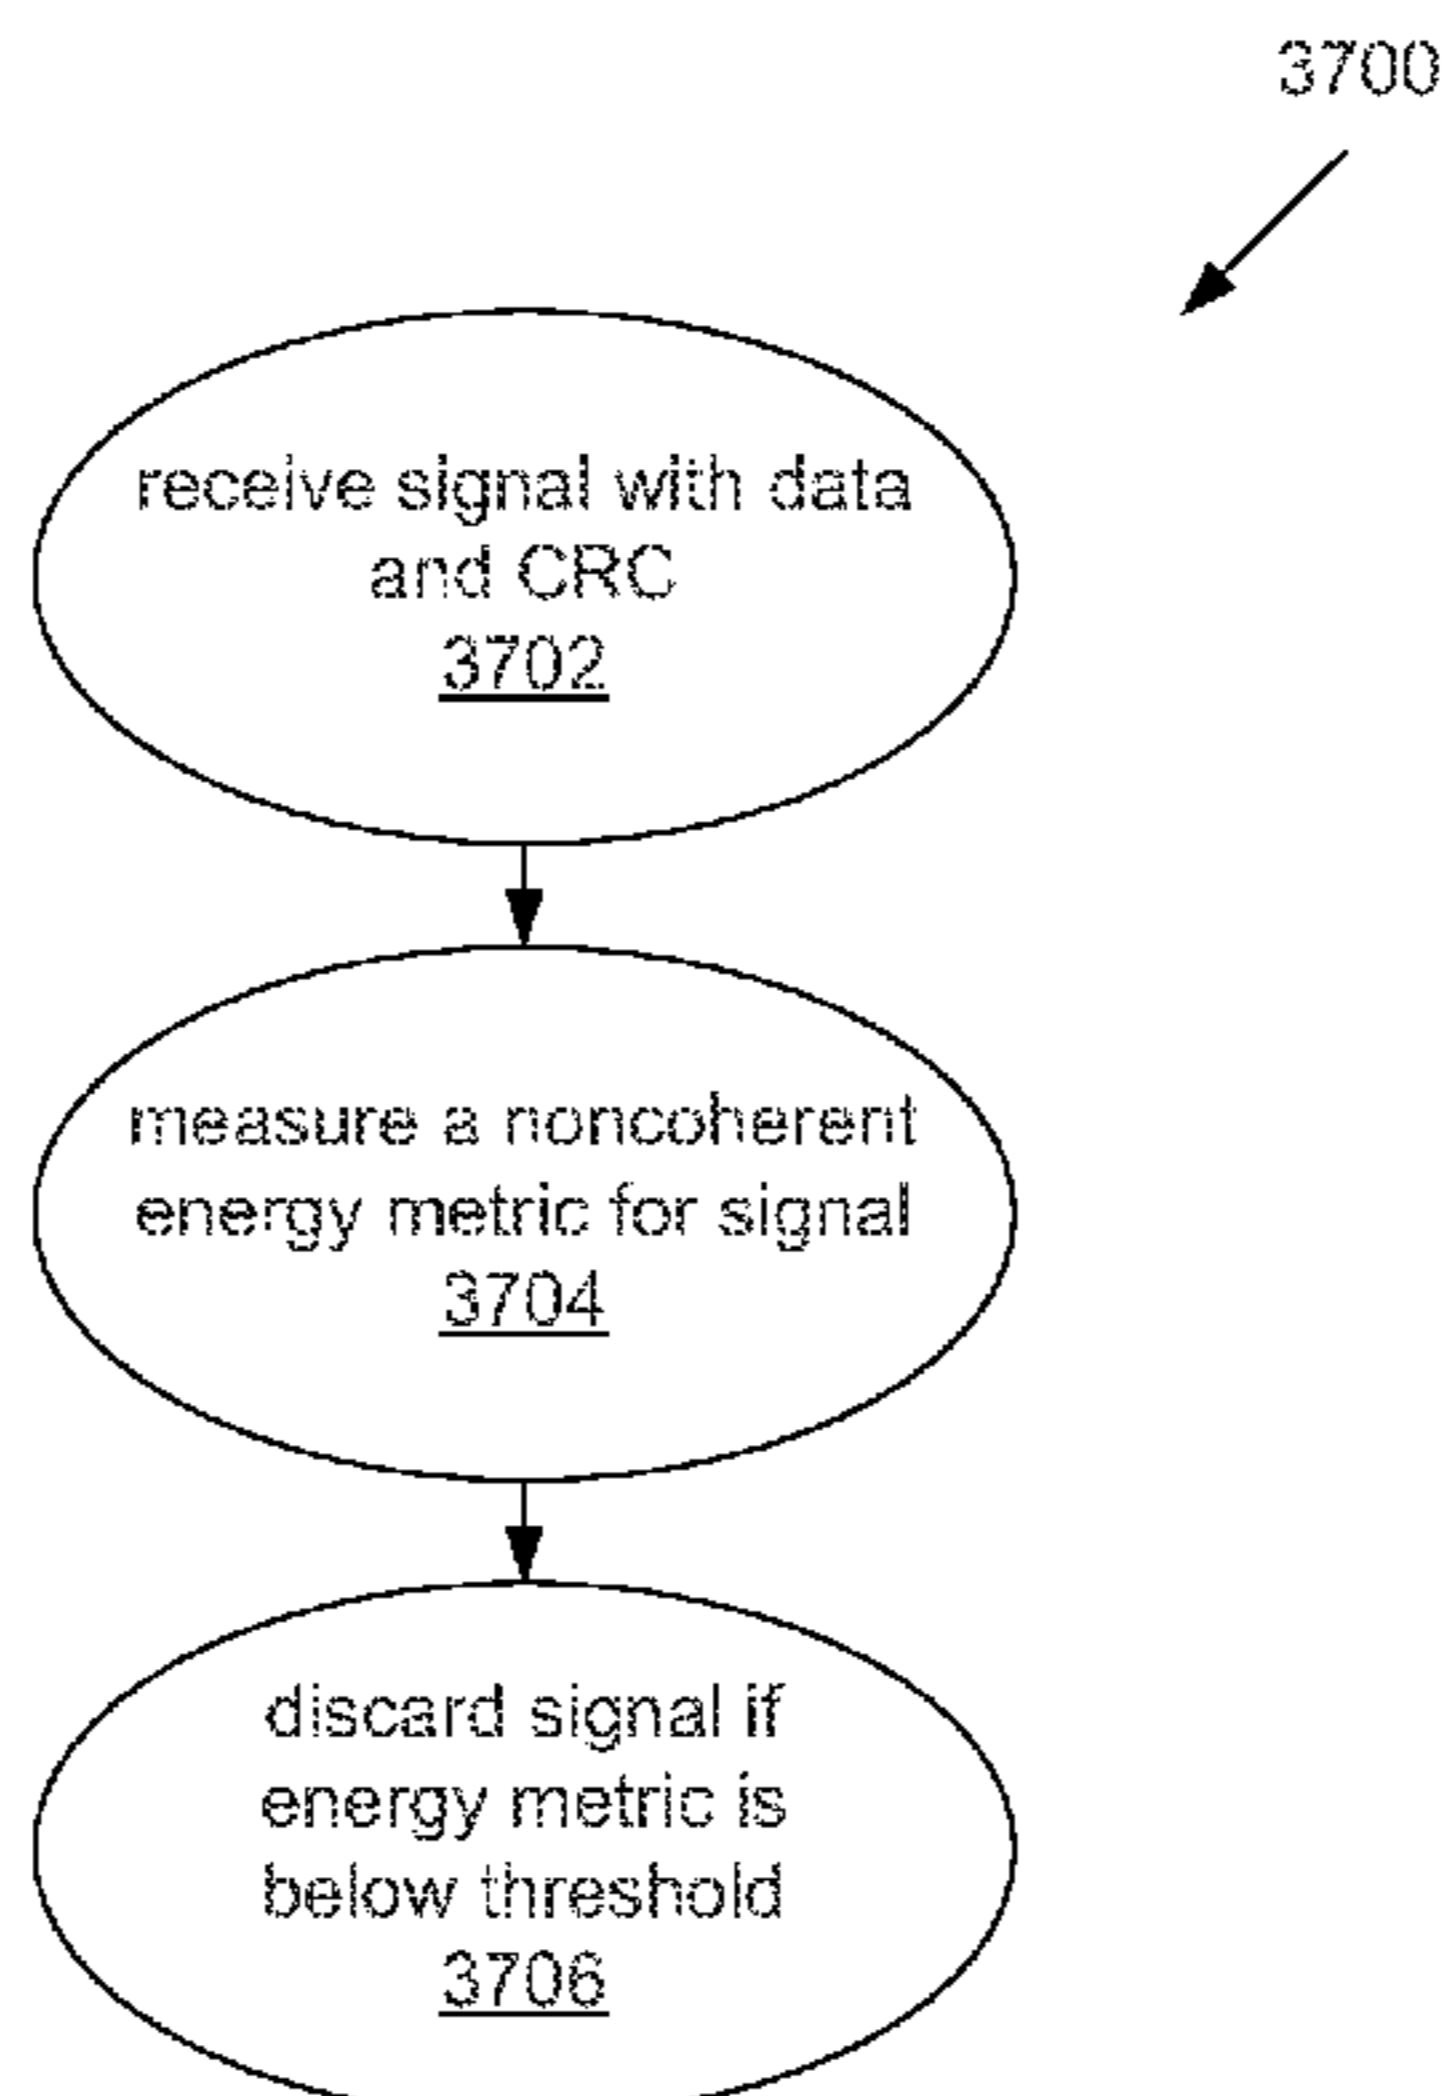 3700
receive signal with data
and CRC
3702
measure a noncoherent
energy metric for signal
3704
discard signal if
energy metric is
below threshold
3706